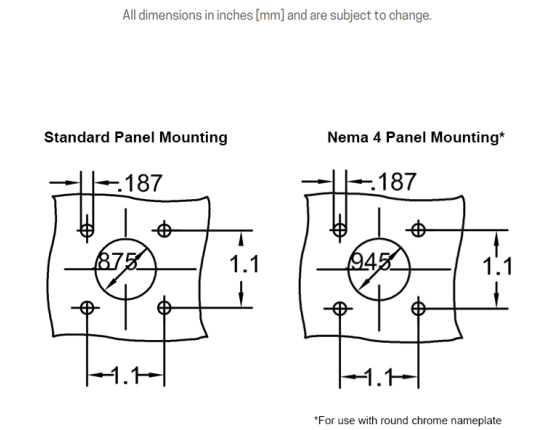 All dimensions in inches [mm] and are subject to change.
Standard Panel Mounting
Nema 4 Panel Mounting*
.187
.187
.875
.945
1.1
1.1
1.1
1.1
*For use with round chrome nameplate